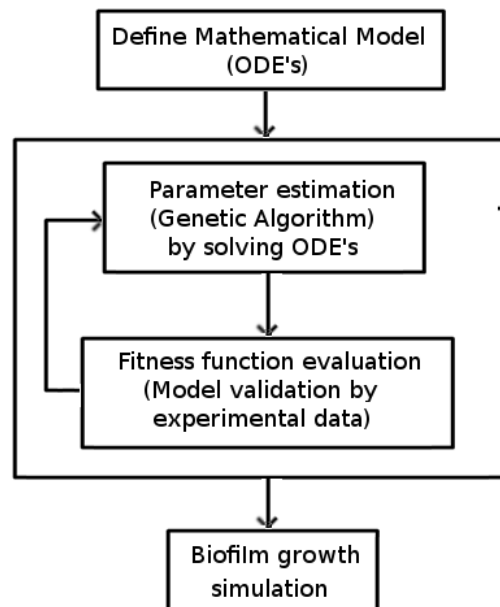 Define Mathematical Model
(ODE's)
Parameter estimation
(Genetic Algorithm)
by solving ODE's
Fitness function evaluation
(Model validation by
experimental data)
Biofilm growth
simulation